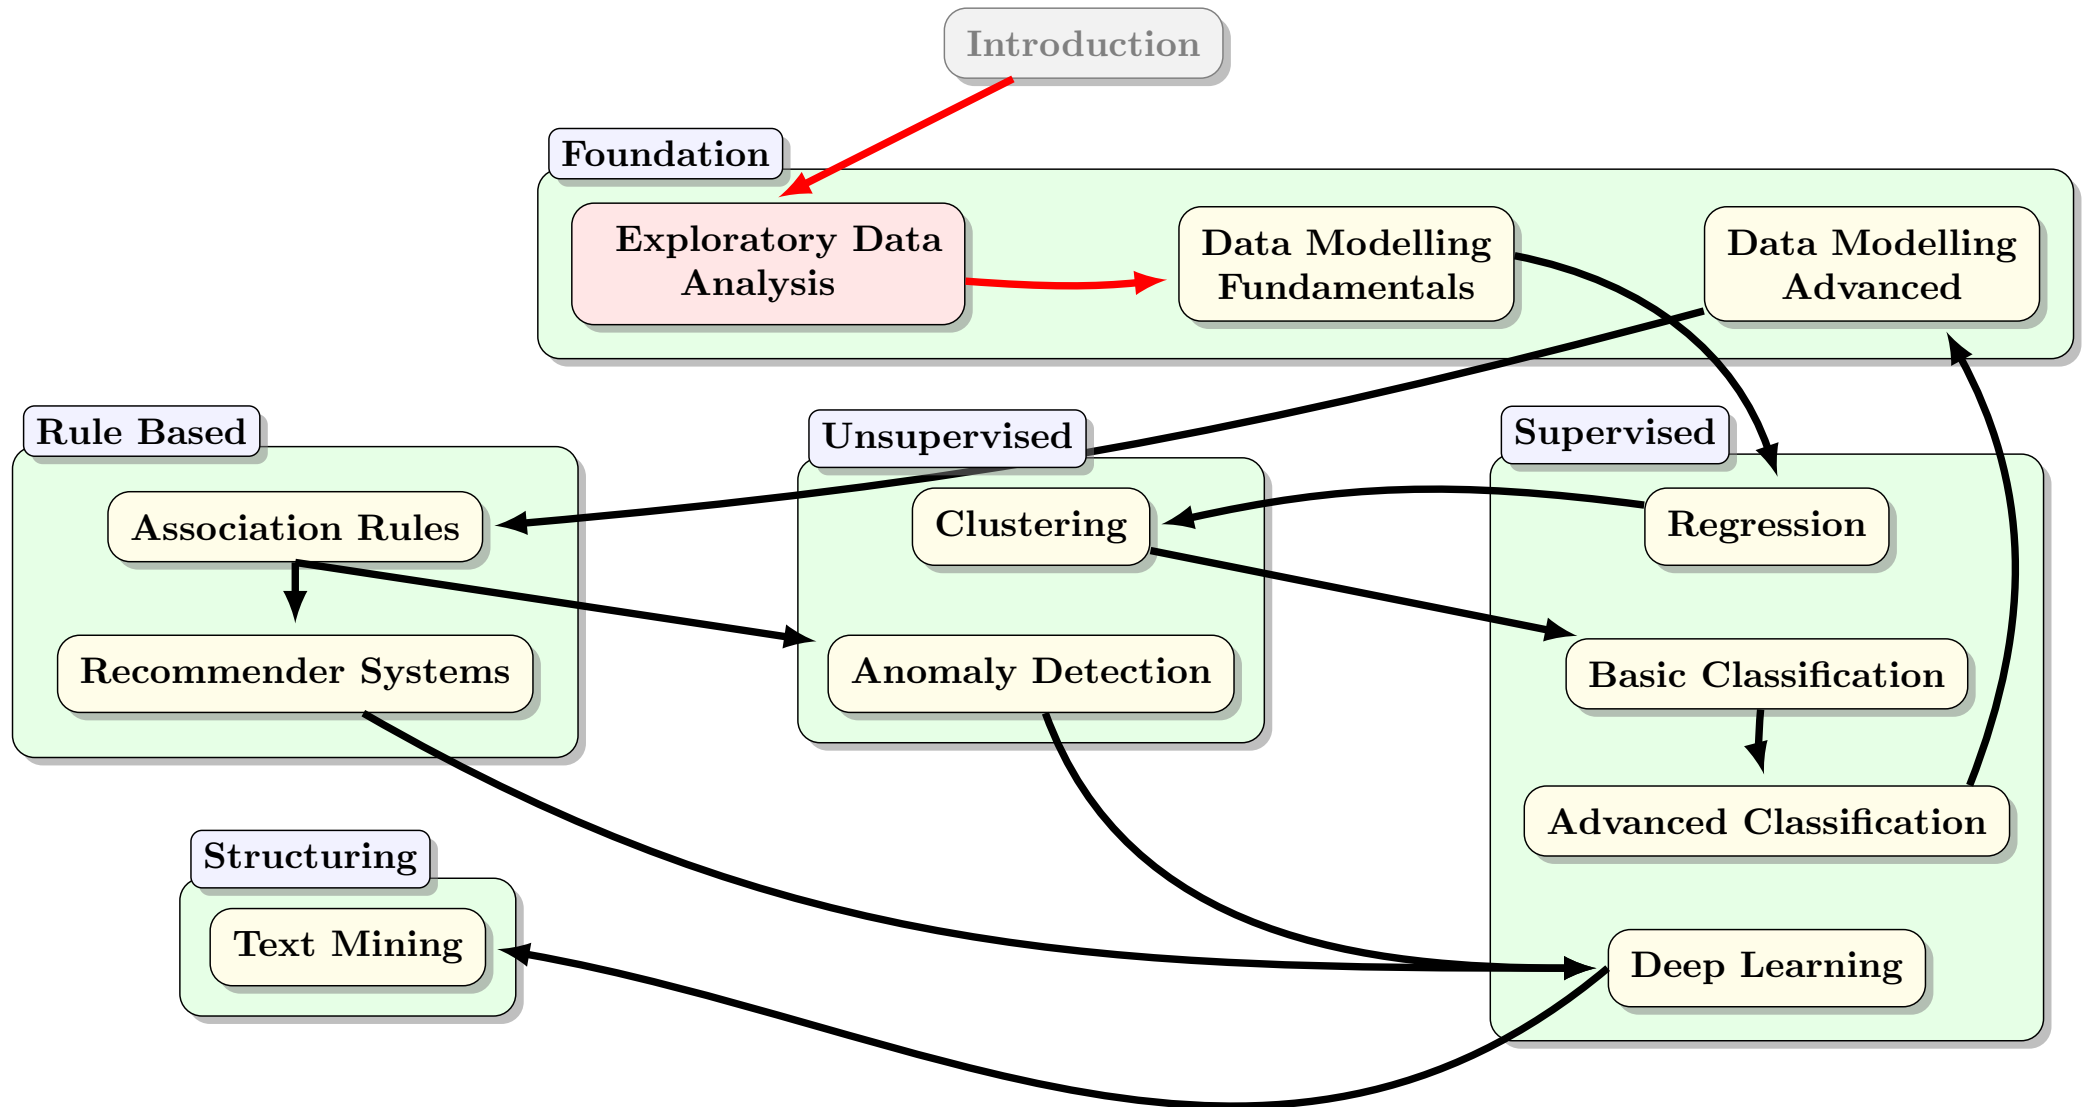 Introduction
Foundation
Exploratory Data
Analysis
Data Modelling
Fundamentals
Data Modelling
Advanced
Rule Based
Association Rules
Recommender Systems
Unsupervised
Clustering
Anomaly Detection
Supervised
Regression
Basic Classification
Advanced Classification
Deep Learning
Structuring
Text Mining